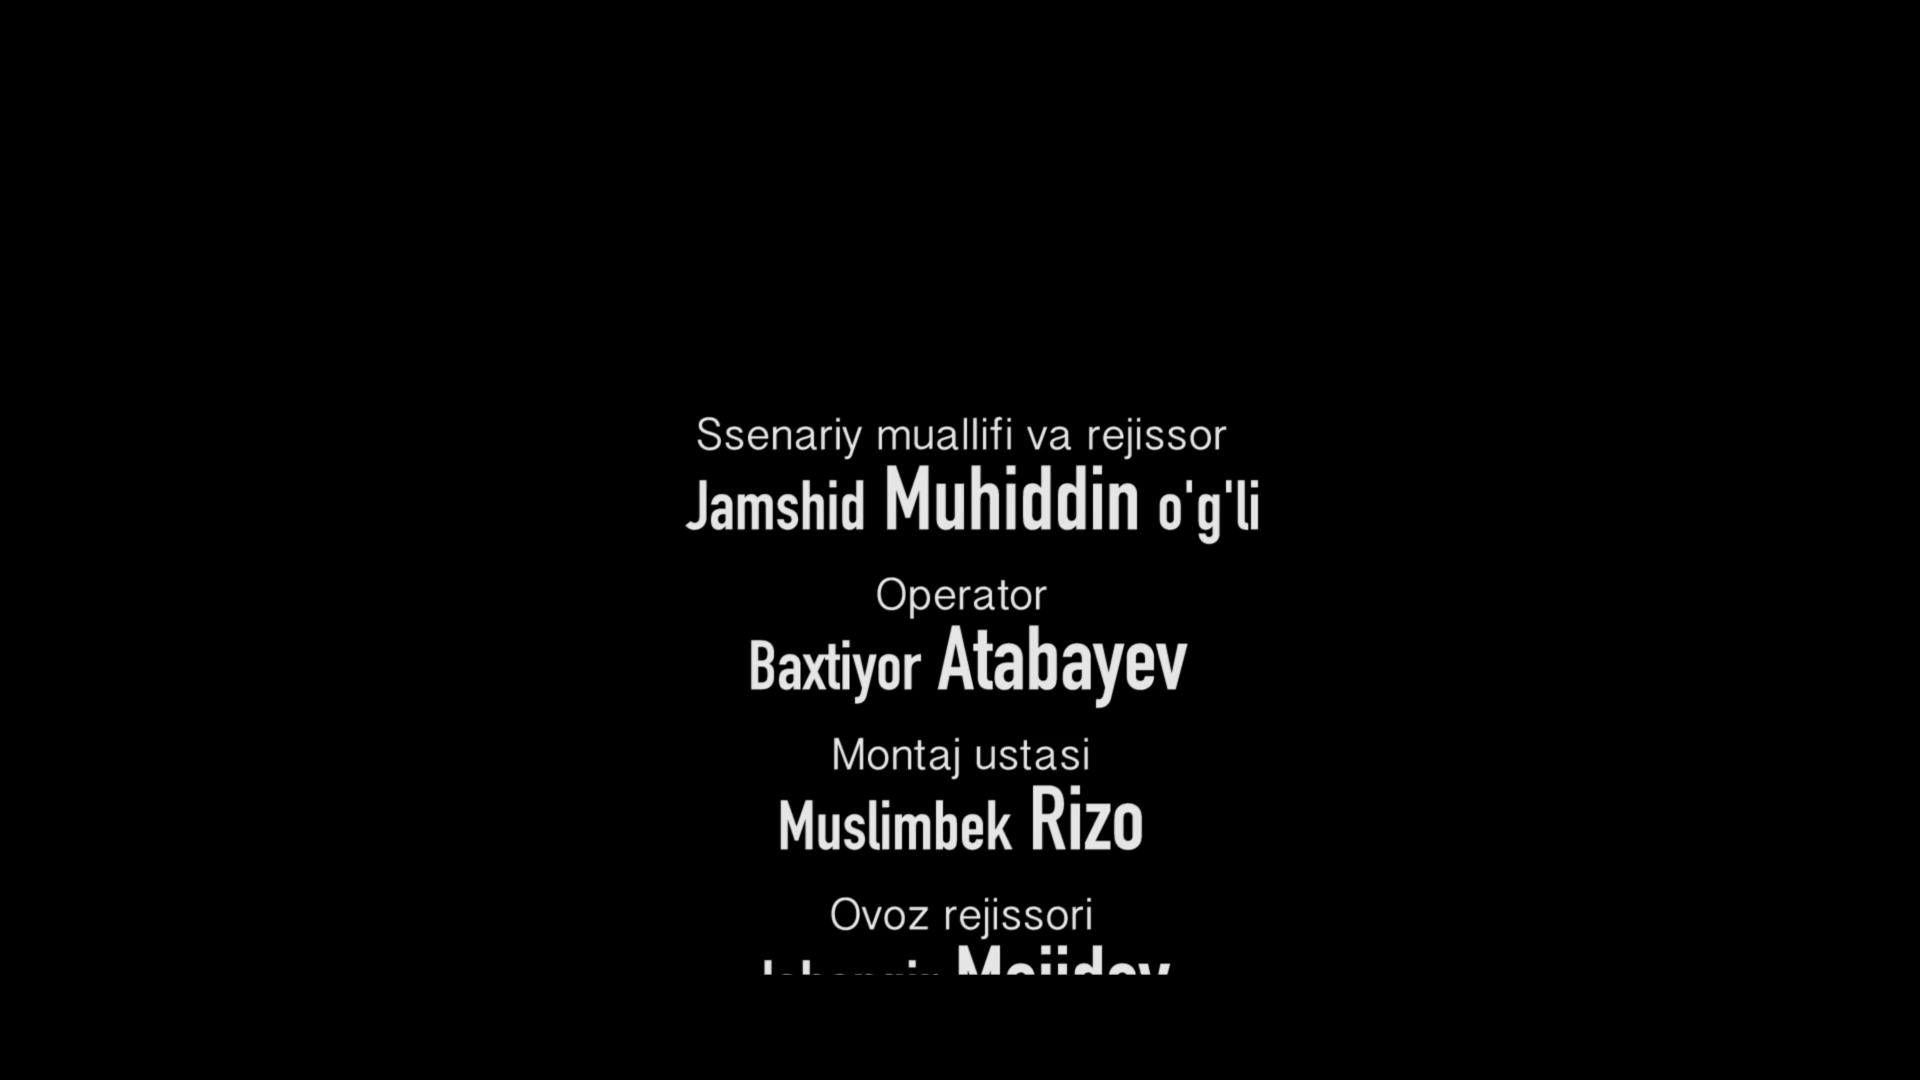 Ssenariy muallifi va rejissor
Jamshid Muhiddin o'g'li
Operator
Baxtiyor Atabayev
Montaj ustasi
Muslimbek Rizo
Ovoz rejissori